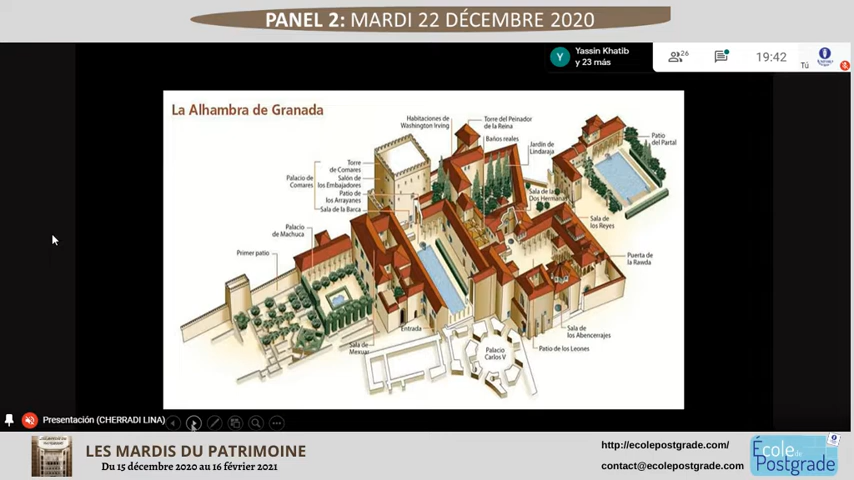 PANEL 2: MARDI 22 DÉCEMBRE 2020
Y
Yassin Khatib
y 23 más
26
19:42
Tú
La Alhambra de Granada
Habitaciones de
Washington Irving
Torre del Peinador
de la Reina
Baños reales
Jardín de
Lindaraja
Patio
del Partal
Torre
de Comares
Palacio de
Comares
Salón de
los Embajadores
Patio de
los Arrayanes
Sala de la Barca
Sala de la
Dos Hermanas
Sala de
los Reyes
Palacio
de Machuca
Primer patio
Puerta de
la Rawda
Entrada
Sala de
Mexuar
Palacio
Carlos V
Sala de
los Abencerrajes
Patio de los Leones
Presentación (CHERRADI LINA)
LES MARDIS DU PATRIMOINE
Du 15 décembre 2020 au 16 février 2021
http://ecolepostgrade.com/
contact@ecolepostgrade.com
École
de
Postgrade